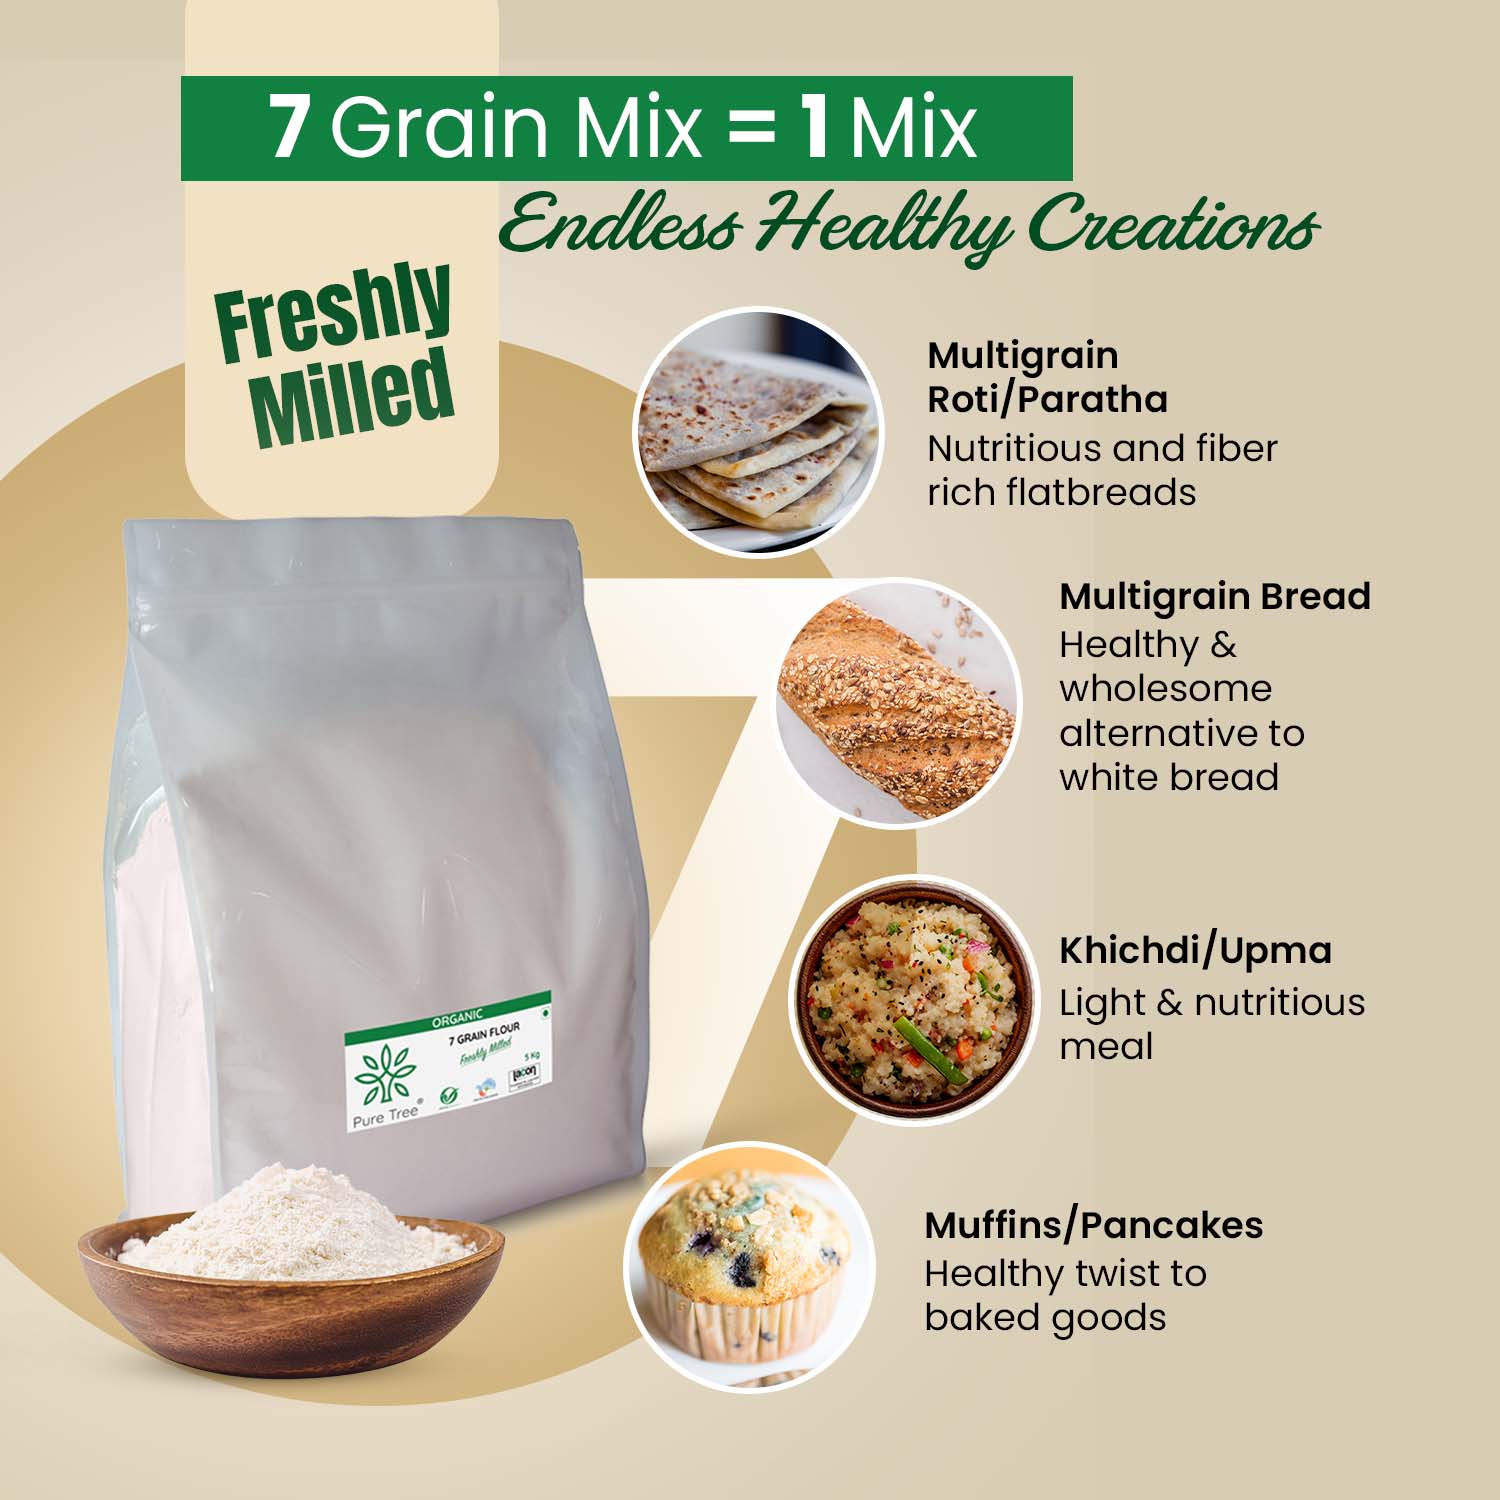 7 Grain Mix = 1 Mix
Endless Healthy Creations
Freshly
Milled
Multigrain
Roti/Paratha
Nutritious and fiber
rich flatbreads
Multigrain Bread
Healthy &
wholesome
alternative to
white bread
Khichdi/Upma
Light & nutritious
meal
Muffins/Pancakes
Healthy twist to
baked goods
ORGANIC
7 GRAIN FLOUR
Freshly Milled
5 Kg
lacon
Pure Tree®